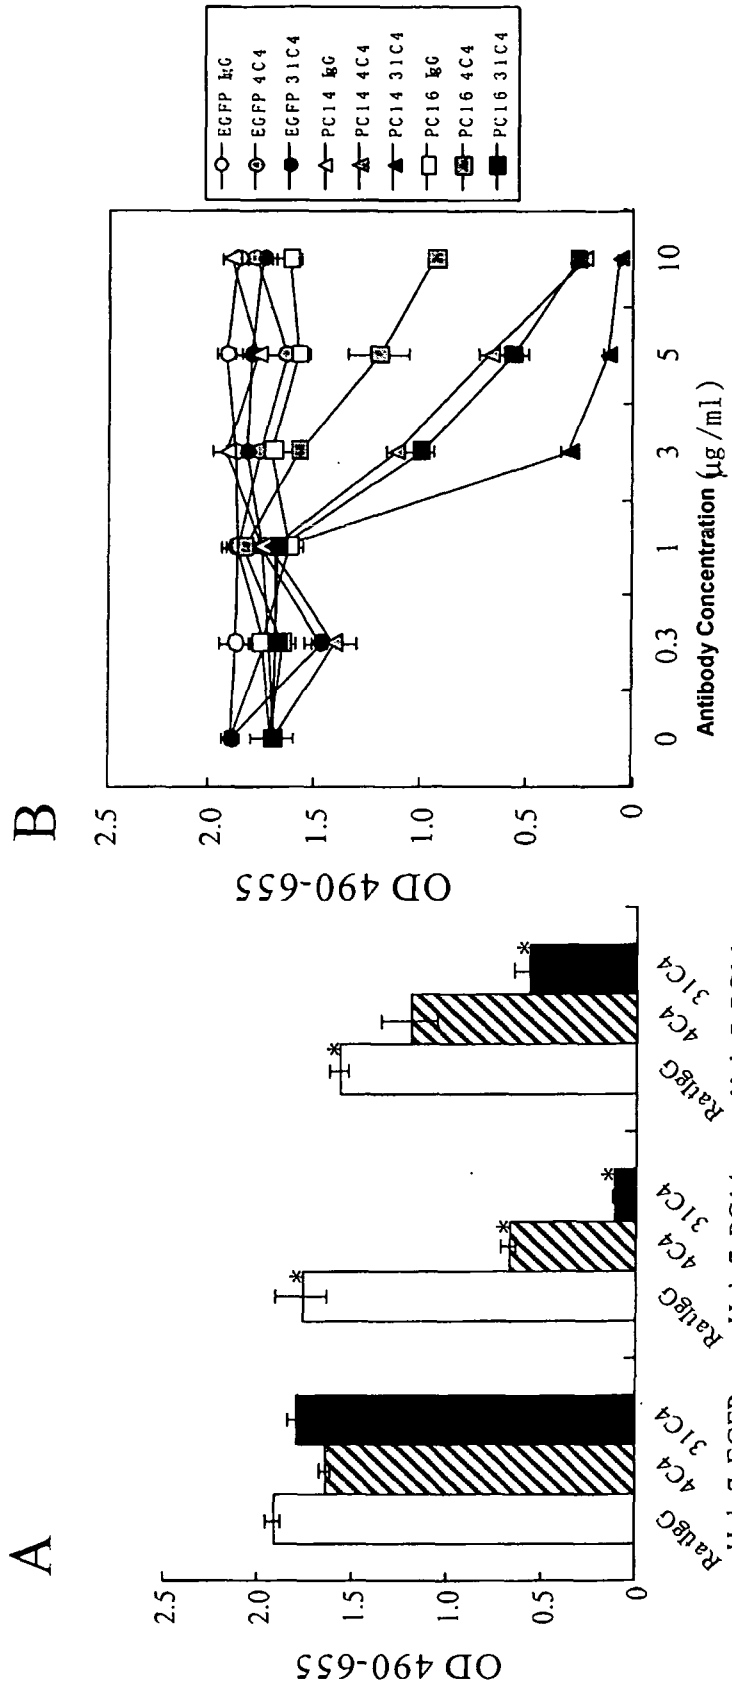 A
OD 490-655
2.5
2.0
1.5
1.0
0.5
0
RatIgG 4C4 31C4
RatIgG 4C4 31C4
RatIgG 4C4 31C4
* * *
* *
B
OD 490-655
2.5
2.0
1.5
1.0
0.5
0
0 0.3 1 3 5 10
Antibody Concentration (µg/ml)
EGFP IgG
EGFP 4C4
EGFP 31C4
PC14 IgG
PC14 4C4
PC14 31C4
PC16 IgG
PC16 4C4
PC16 31C4